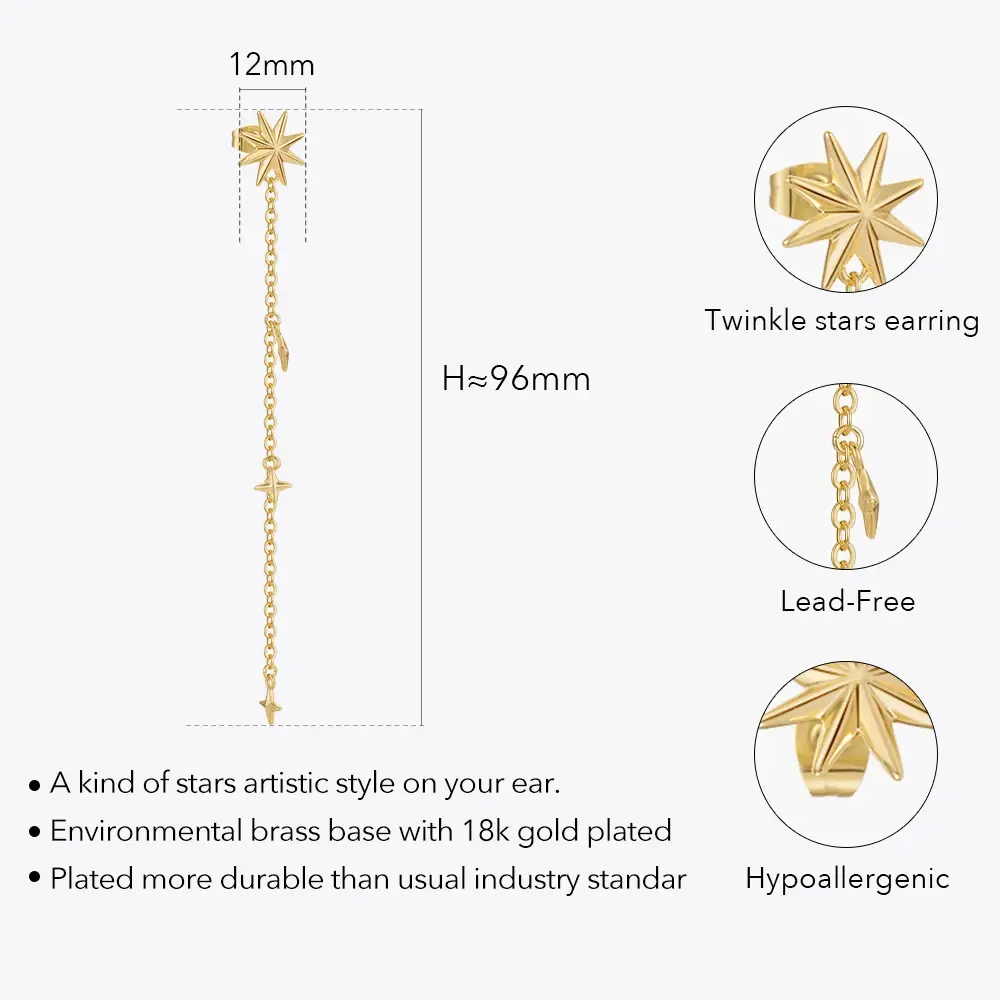 12mm
H≈96mm
Twinkle stars earring
Lead-Free
Hypoallergenic
• A kind of stars artistic style on your ear.
• Environmental brass base with 18k gold plated
• Plated more durable than usual industry standar